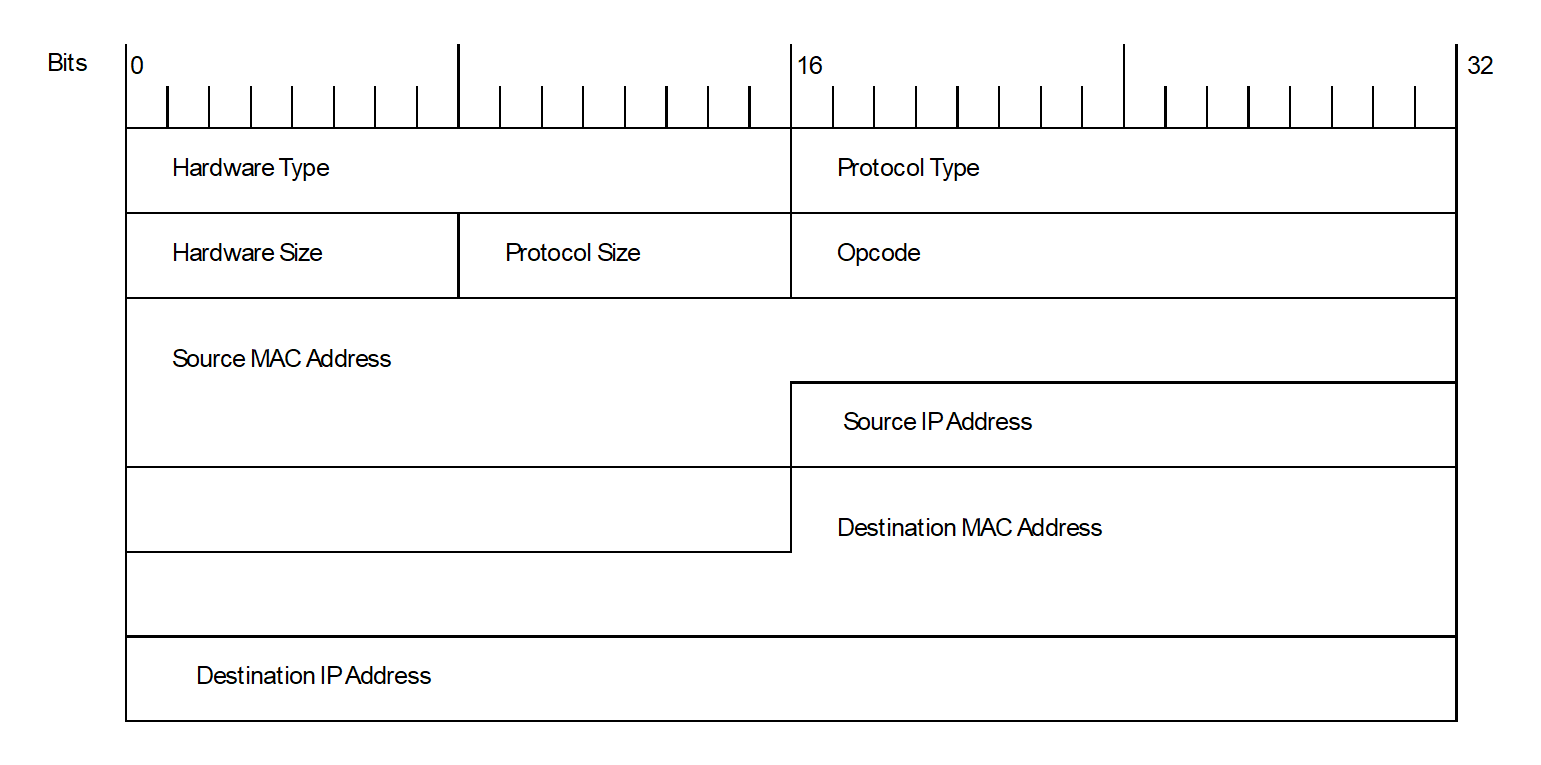 Bits 0 16 32
Hardware Type Protocol Type
Hardware Size Protocol Size Opcode
Source MAC Address
Source IP Address
Destination MAC Address
Destination IP Address